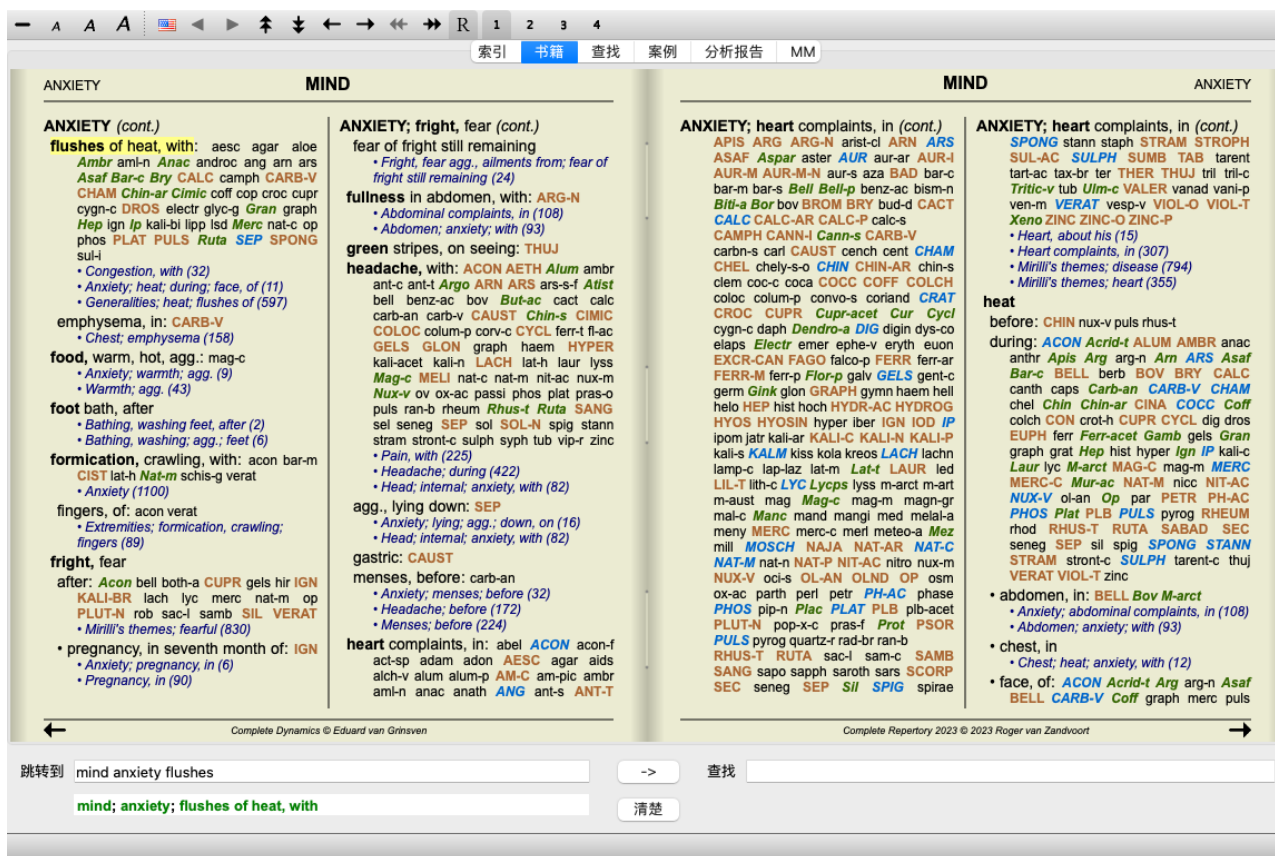 A A A R 1 2 3 4
索引 书籍 查找 案例 分析报告 MM
ANXIETY MIND
ANXIETY (cont.)
flushes of heat, with: aesc agar aloe
Ambr aml-n Anac androc ang arn ars
Asaf Bar-c Bry CALC camph CARB-V
CHAM Chin-ar Cimic coff cop croc cupr
cygn-c DROS electr glyc-g Gran graph
Hep ign Ip kali-bi lipp lsd Merc nat-c op
phos PLAT PULS Ruta SEP SPONG
sul-i
• Congestion, with (32)
• Anxiety; heat; during; face, of (11)
• Generalities; heat; flushes of (597)
emphysema, in: CARB-V
• Chest; emphysema (158)
food, warm, hot, agg.: mag-c
• Anxiety; warmth; agg. (9)
• Warmth; agg. (43)
foot bath, after
• Bathing, washing feet, after (2)
• Bathing, washing; agg.; feet (6)
formication, crawling, with: acon bar-m
CIST lat-h Nat-m schis-g verat
• Anxiety (1100)
fingers, of: acon verat
• Extremities; formication, crawling;
fingers (89)
fright, fear
after: Acon bell both-a CUPR gels hir IGN
KALI-BR lach lyc merc nat-m op
PLUT-N rob sac-l samb SIL VERAT
• Mirilli's themes; fearful (830)
• pregnancy, in seventh month of: IGN
• Anxiety; pregnancy, in (6)
• Pregnancy, in (90)
ANXIETY; fright, fear (cont.)
fear of fright still remaining
• Fright, fear agg., ailments from; fear of
fright still remaining (24)
fullness in abdomen, with: ARG-N
• Abdominal complaints, in (108)
• Abdomen; anxiety; with (93)
green stripes, on seeing: THUJ
headache, with: ACON AETH Alum ambr
ant-c ant-t Argo ARN ARS ars-s-f Atist
bell benz-ac bov But-ac cact calc
carb-an carb-v CAUST Chin-s CIMIC
COLOC colum-p corv-c CYCL ferr-t fl-ac
GELS GLON graph haem HYPER
kali-acet kali-n LACH lat-h laur lyss
Mag-c MELI nat-c nat-m nit-ac nux-m
Nux-v ov ox-ac passi phos plat pras-o
puls ran-b rheum Rhus-t Ruta SANG
sel seneg SEP sol SOL-N spig stann
stram stront-c sulph syph tub vip-r zinc
• Pain, with (225)
• Headache; during (422)
• Head; internal; anxiety, with (82)
agg., lying down: SEP
• Anxiety; lying; agg.; down, on (16)
• Head; internal; anxiety, with (82)
gastric: CAUST
menses, before: carb-an
• Anxiety; menses; before (32)
• Headache; before (172)
• Menses; before (224)
heart complaints, in: abel ACON acon-f
act-sp adam adon AESC agar aids
alch-v alum alum-p AM-C am-pic ambr
aml-n anac anath ANG ant-s ANT-T
Complete Dynamics © Eduard van Grinsven
MIND ANXIETY
ANXIETY; heart complaints, in (cont.)
APIS ARG ARG-N arist-cl ARN ARS
ASAF Aspar aster AUR aur-ar AUR-I
AUR-M AUR-M-N aur-s aza BAD bar-c
bar-m bar-s Bell Bell-p benz-ac bism-n
Biti-a Bor bov BROM BRY bud-d CACT
CALC CALC-AR CALC-P calc-s
CAMPH CANN-I Cann-s CARB-V
carbn-s carl CAUST cench cent CHAM
CHEL chely-s-o CHIN CHIN-AR chin-s
clem coc-c coca COCC COFF COLCH
coloc colum-p convo-s coriand CRAT
CROC CUPR Cupr-acet Cur Cycl
cygn-c daph Dendro-a DIG digin dys-co
elaps Electr emer ephe-v eryth euon
EXCR-CAN FAGO falco-p FERR ferr-ar
FERR-M ferr-p Flor-p galv GELS gent-c
germ Gink glon GRAPH gymn haem hell
helo HEP hist hoch HYDR-AC HYDROG
HYOS HYOSIN hyper iber IGN IOD IP
ipom jatr kali-ar KALI-C KALI-N KALI-P
kali-s KALM kiss kola kreos LACH lachn
lamp-c lap-laz lat-m Lat-t LAUR led
LIL-T lith-c LYC Lycps lyss m-arct m-art
m-aust mag Mag-c mag-m magn-gr
mal-c Manc mand mangi med melal-a
meny MERC merc-c merl meteo-a Mez
mill MOSCH NAJA NAT-AR NAT-C
NAT-M nat-n NAT-P NIT-AC nitro nux-m
NUX-V oci-s OL-AN OLND OP osm
ox-ac parth perl petr PH-AC phase
PHOS pip-n Plac PLAT PLB plb-acet
PLUT-N pop-x-c pras-f Prot PSOR
PULS pyrog quartz-r rad-br ran-b
RHUS-T RUTA sac-l sam-c SAMB
SANG sapo sapph saroth sars SCORP
SEC seneg SEP Sil SPIG spirae
ANXIETY; heart complaints, in (cont.)
SPONG stann staph STRAM STROPH
SUL-AC SULPH SUMB TAB tarent
tart-ac tax-br ter THER THUJ tril tril-c
Tritic-v tub Ulm-c VALER vanad vani-p
ven-m VERAT vesp-v VIOL-O VIOL-T
Xeno ZINC ZINC-O ZINC-P
• Heart, about his (15)
• Heart complaints, in (307)
• Mirilli's themes; disease (794)
• Mirilli's themes; heart (355)
heat
before: CHIN nux-v puls rhus-t
during: ACON Acrid-t ALUM AMBR anac
anthr Apis Arg arg-n Arn ARS Asaf
Bar-c BELL berb BOV BRY CALC
canth caps Carb-an CARB-V CHAM
chel Chin Chin-ar CINA COCC Coff
colch CON crot-h CUPR CYCL dig dros
EUPH ferr Ferr-acet Gamb gels Gran
graph grat Hep hist hyper Ign IP kali-c
Laur lyc M-arct MAG-C mag-m MERC
MERC-C Mur-ac NAT-M nicc NIT-AC
NUX-V ol-an Op par PETR PH-AC
PHOS Plat PLB PULS pyrog RHEUM
rhod RHUS-T RUTA SABAD SEC
seneg SEP sil spig SPONG STANN
STRAM stront-c SULPH tarent-c thuj
VERAT VIOL-T zinc
• abdomen, in: BELL Bov M-arct
• Anxiety; abdominal complaints, in (108)
• Abdomen; anxiety; with (93)
• chest, in
• Chest; heat; anxiety, with (12)
• face, of: ACON Acrid-t Arg arg-n Asaf
BELL CARB-V Coff graph merc puls
Complete Repertory 2023 © 2023 Roger van Zandvoort
跳转到 mind anxiety flushes -> 查找
mind; anxiety; flushes of heat, with 清楚